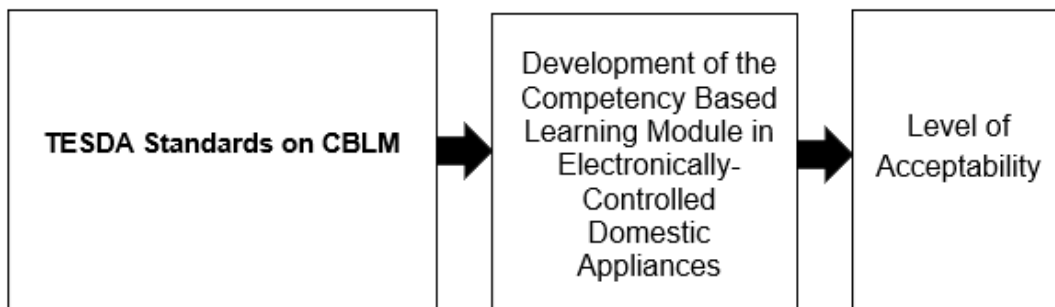 TESDA Standards on CBLM
Development of the
Competency Based
Learning Module in
Electronically-
Controlled
Domestic
Appliances
Level of
Acceptability